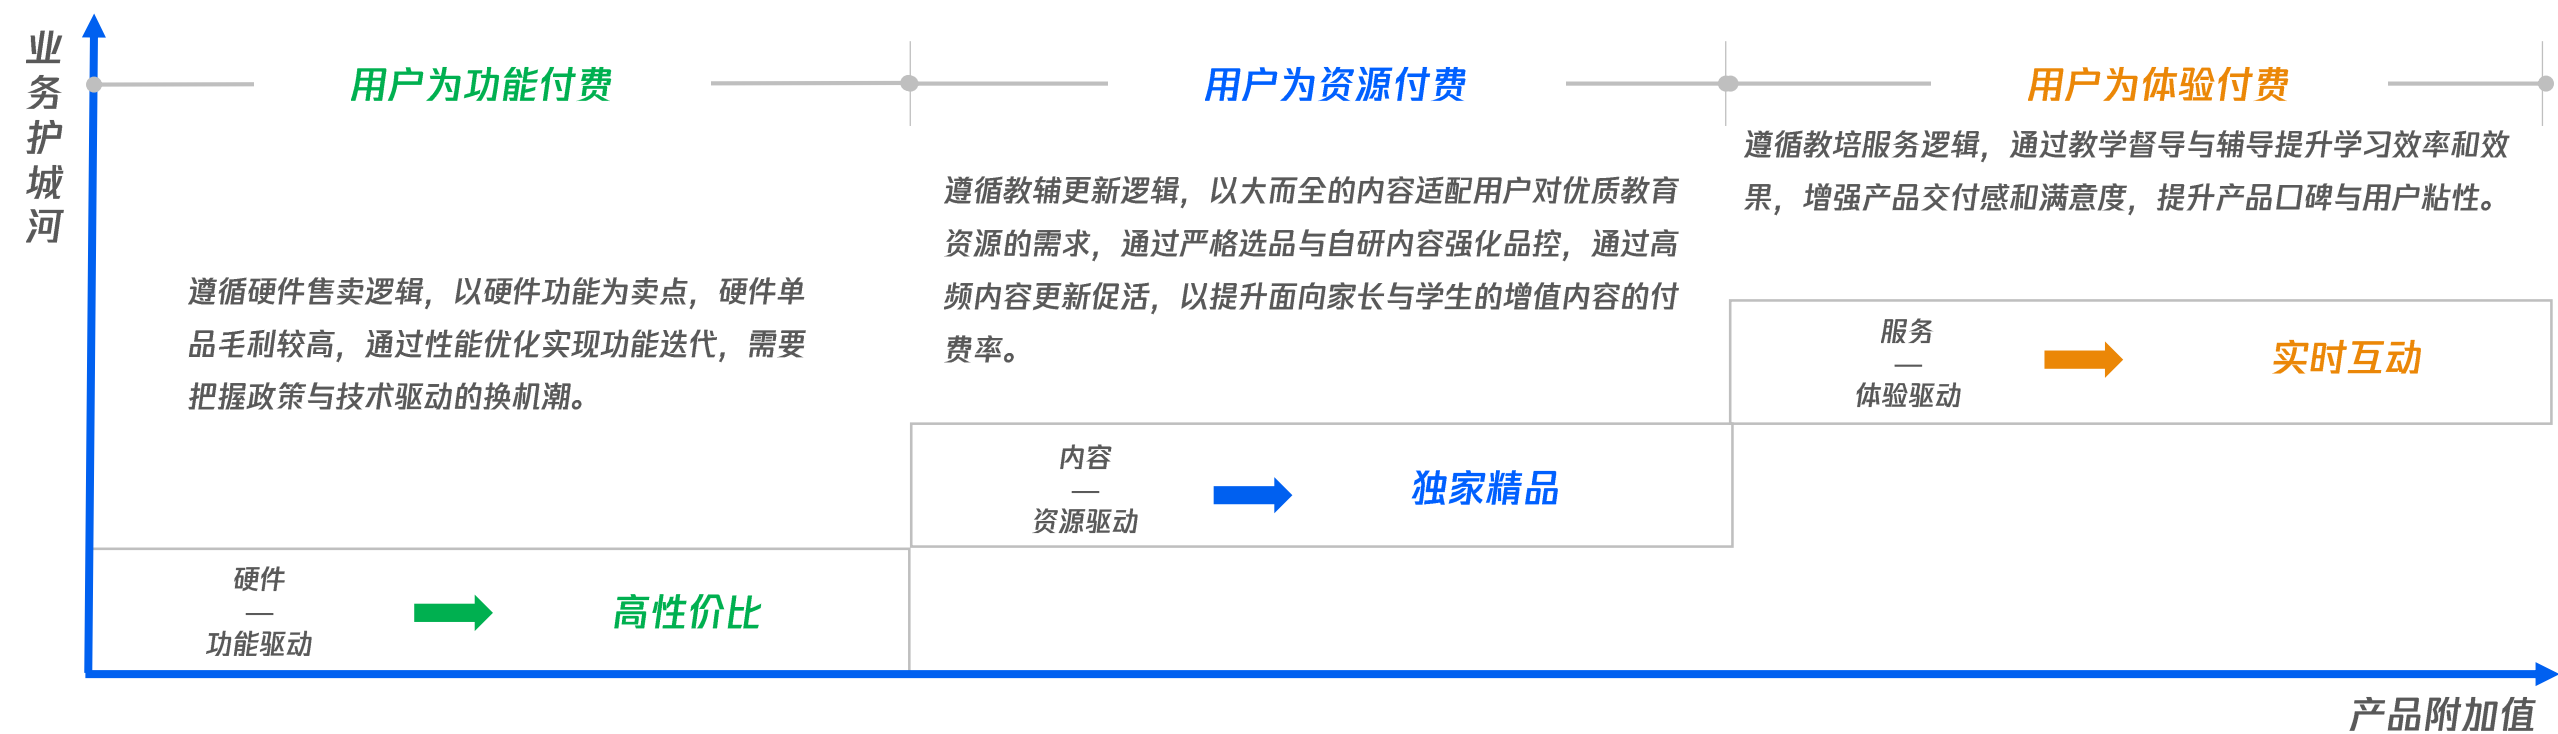 业务护城河
用户为功能付费
用户为资源付费
用户为体验付费
遵循硬件售卖逻辑，以硬件功能为卖点，硬件单
品毛利较高，通过性能优化实现功能迭代，需要
把握政策与技术驱动的换机潮。
遵循教辅更新逻辑，以大而全的内容适配用户对优质教育
资源的需求，通过严格选品与自研内容强化品控，通过高
频内容更新促活，以提升面向家长与学生的增值内容的付
费率。
遵循教培服务逻辑，通过教学督导与辅导提升学习效率和效
果，增强产品交付感和满意度，提升产品口碑与用户粘性。
服务
—
体验驱动
实时互动
内容
—
资源驱动
独家精品
硬件
—
功能驱动
高性价比
产品附加值